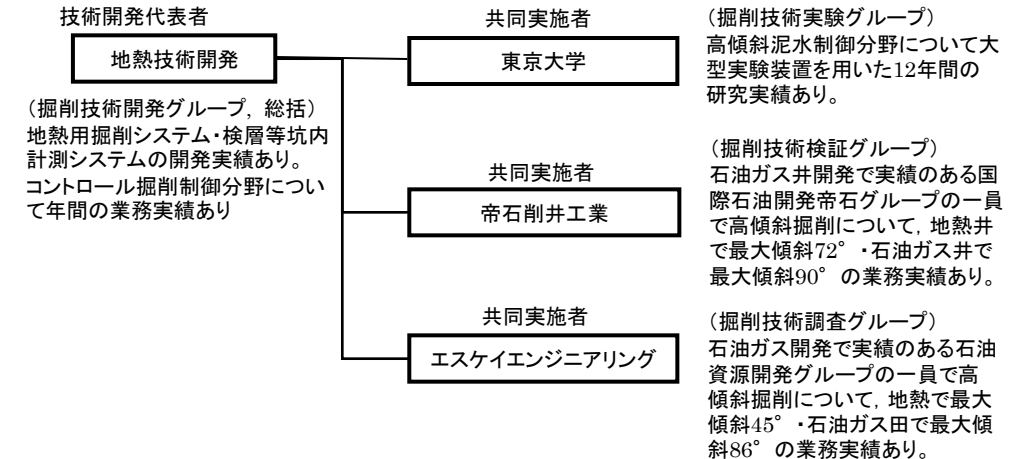 技術開発代表者
地熱技術開発
（掘削技術開発グループ，総括）
地熱用掘削システム・検層等坑内
計測システムの開発実績あり。
コントロール掘削制御分野につい
て年間の業務実績あり
共同実施者
東京大学
（掘削技術実験グループ）
高傾斜泥水制御分野について大
型実験装置を用いた12年間の
研究実績あり。
共同実施者
帝石削井工業
（掘削技術検証グループ）
石油ガス井開発で実績のある国
際石油開発帝石グループの一員
で高傾斜掘削について，地熱井
で最大傾斜72°・石油ガス井で
最大傾斜90°の業務実績あり。
共同実施者
エスケイエンジニアリング
（掘削技術調査グループ）
石油ガス開発で実績のある石油
資源開発グループの一員で高
傾斜掘削について，地熱で最大
傾斜45°・石油ガス田で最大傾
斜86°の業務実績あり。